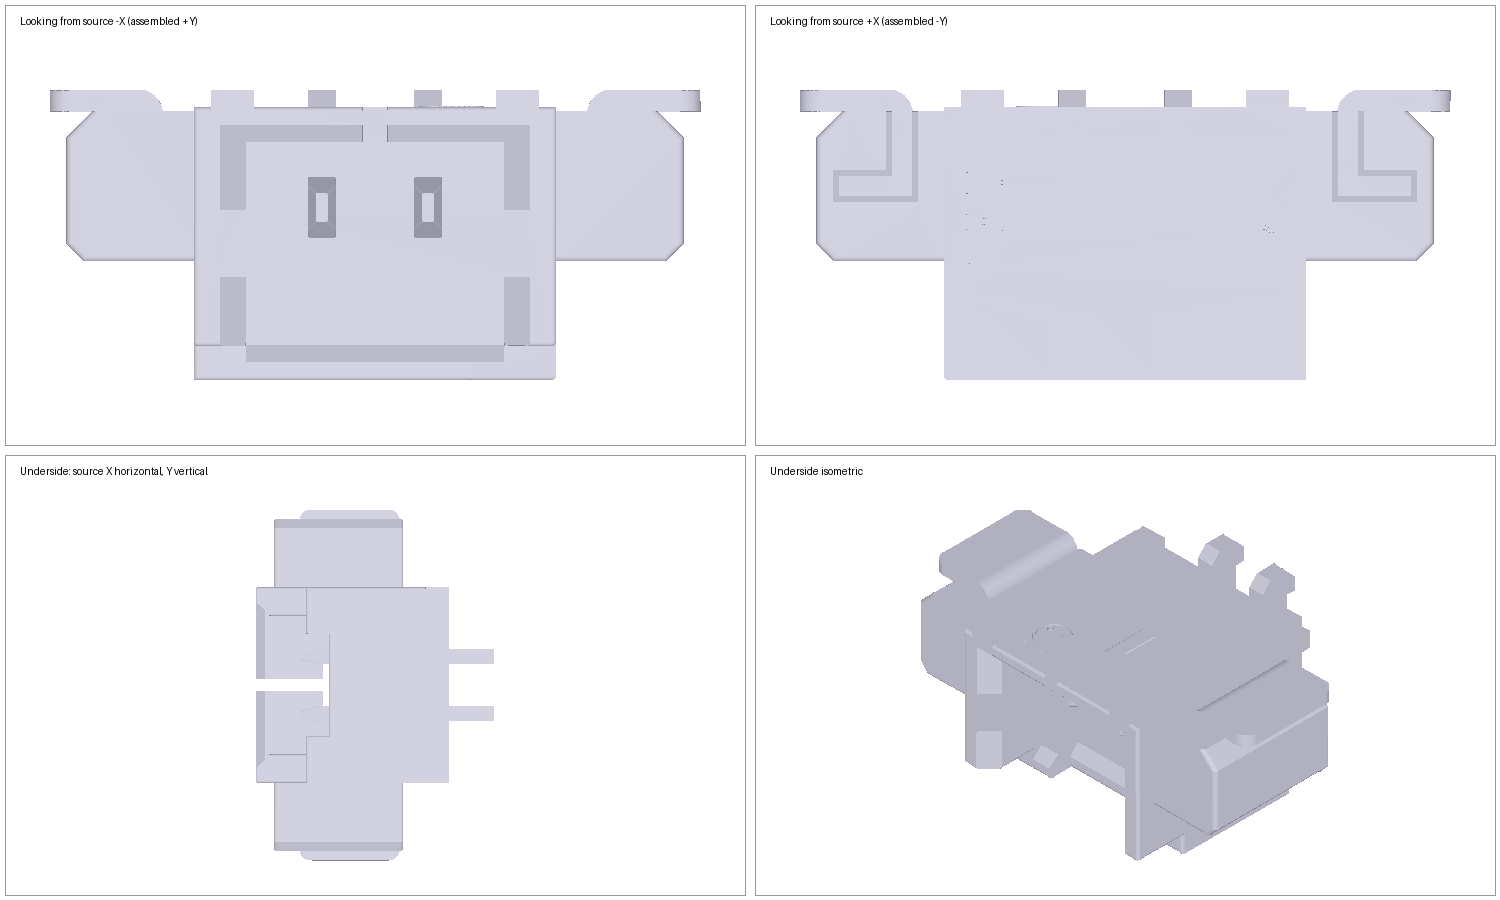 Looking from source -X (assembled +Y)
Looking from source +X (assembled -Y)
Underside: source X horizontal, Y vertical
Underside isometric